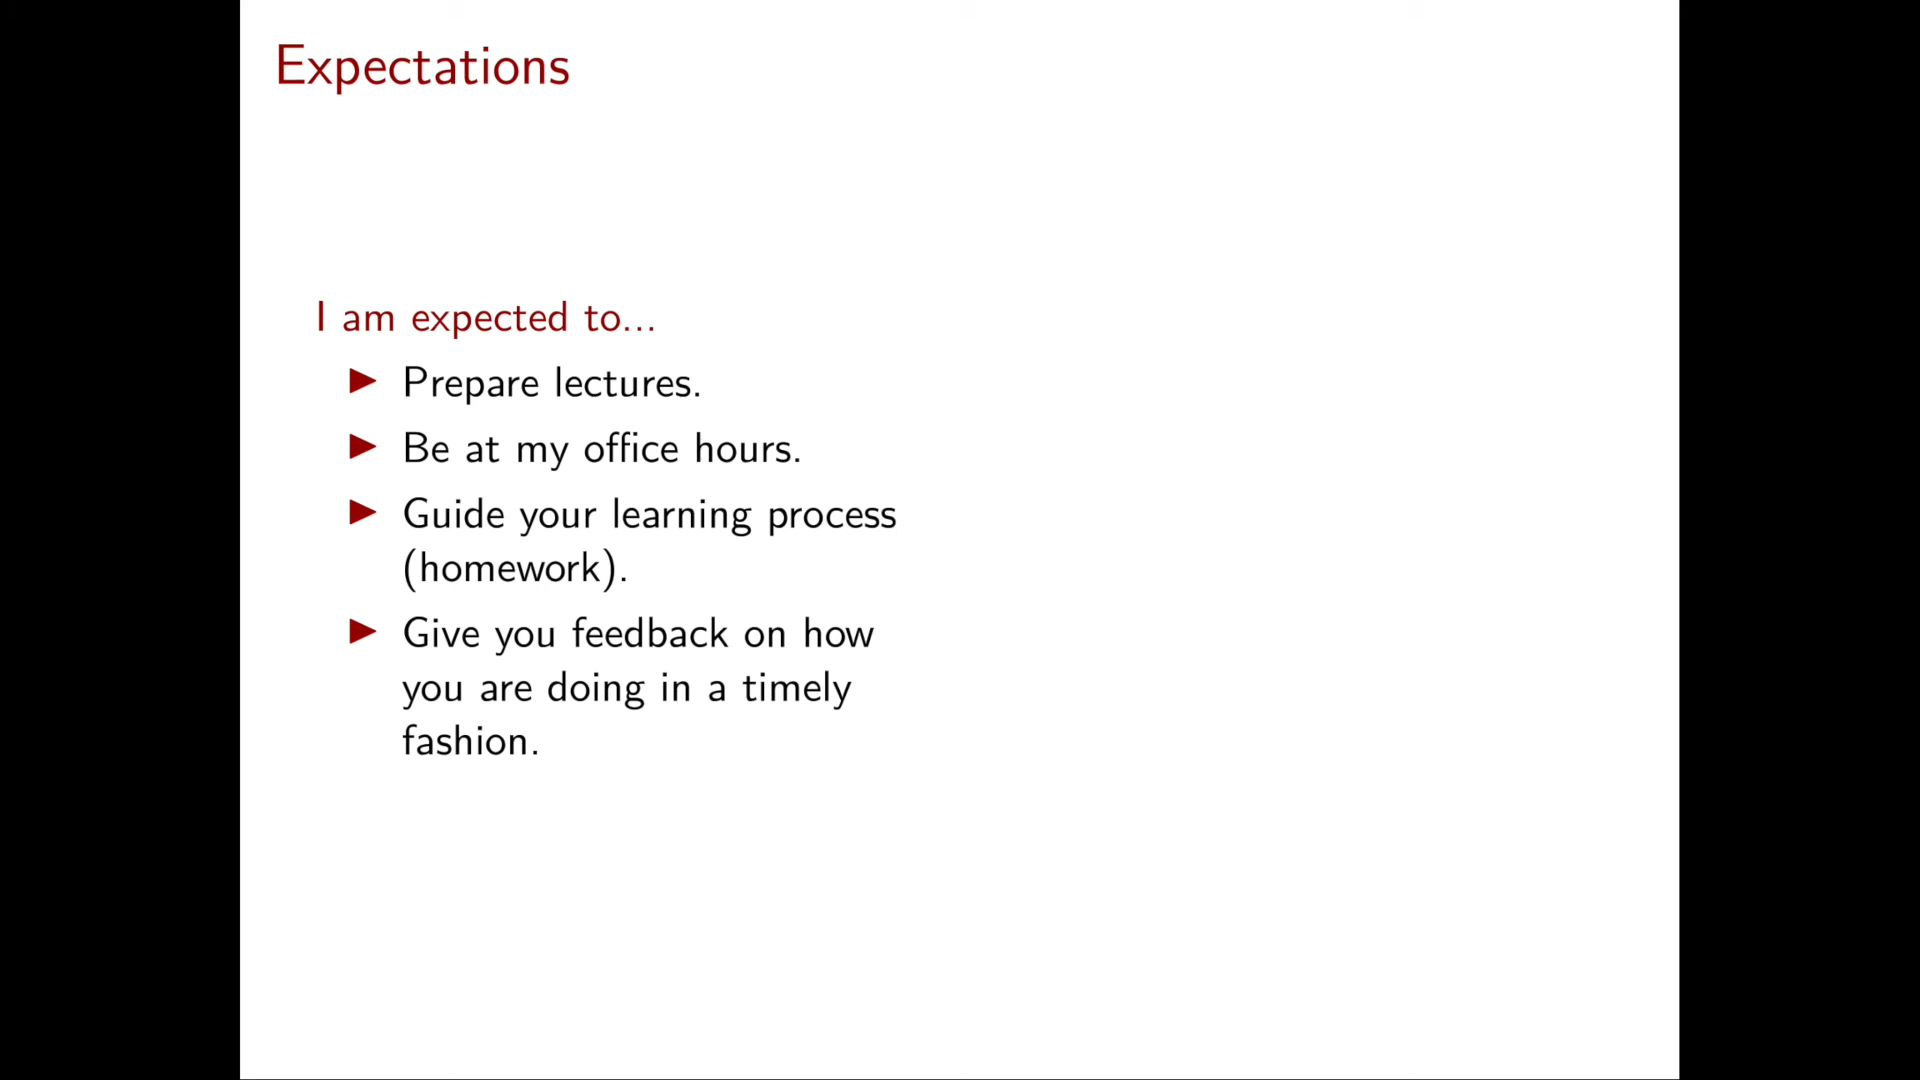 Expectations
I am expected to...
▶ Prepare lectures.
▶ Be at my office hours.
▶ Guide your learning process
(homework).
▶ Give you feedback on how
you are doing in a timely
fashion.